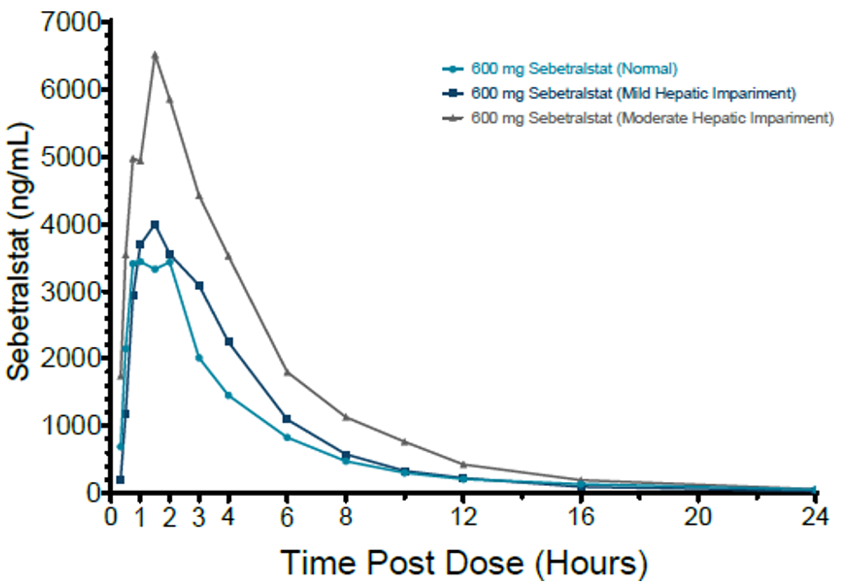 7000
6000
5000
4000
3000
2000
1000
0
Sebetralstat (ng/mL)
600 mg Sebetralstat (Normal)
600 mg Sebetralstat (Mild Hepatic Impariment)
600 mg Sebetralstat (Moderate Hepatic Impariment)
0 1 2 3 4 6 8 12 16 20 24
Time Post Dose (Hours)